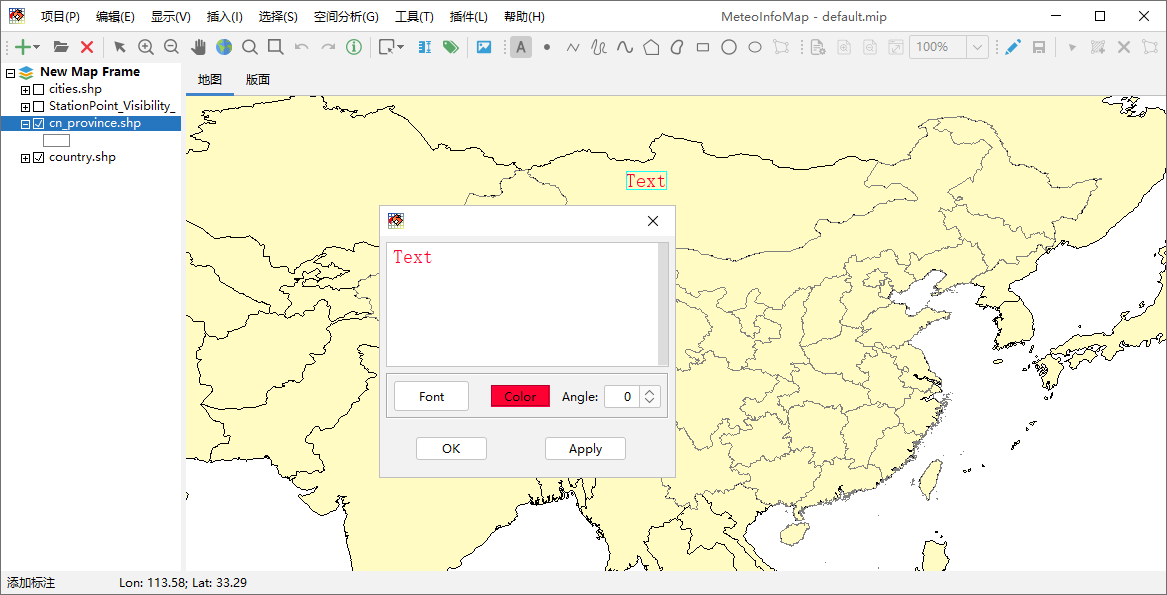 项目(P) 编辑(E) 显示(V) 插入(I) 选择(S) 空间分析(G) 工具(T) 插件(L) 帮助(H) MeteoInfoMap - default.mip
A 100%
New Map Frame
cities.shp
StationPoint_Visibility_
cn_province.shp
country.shp
地图 版面
Text
Text
Font Color Angle: 0
OK Apply
添加标注 Lon: 113.58; Lat: 33.29